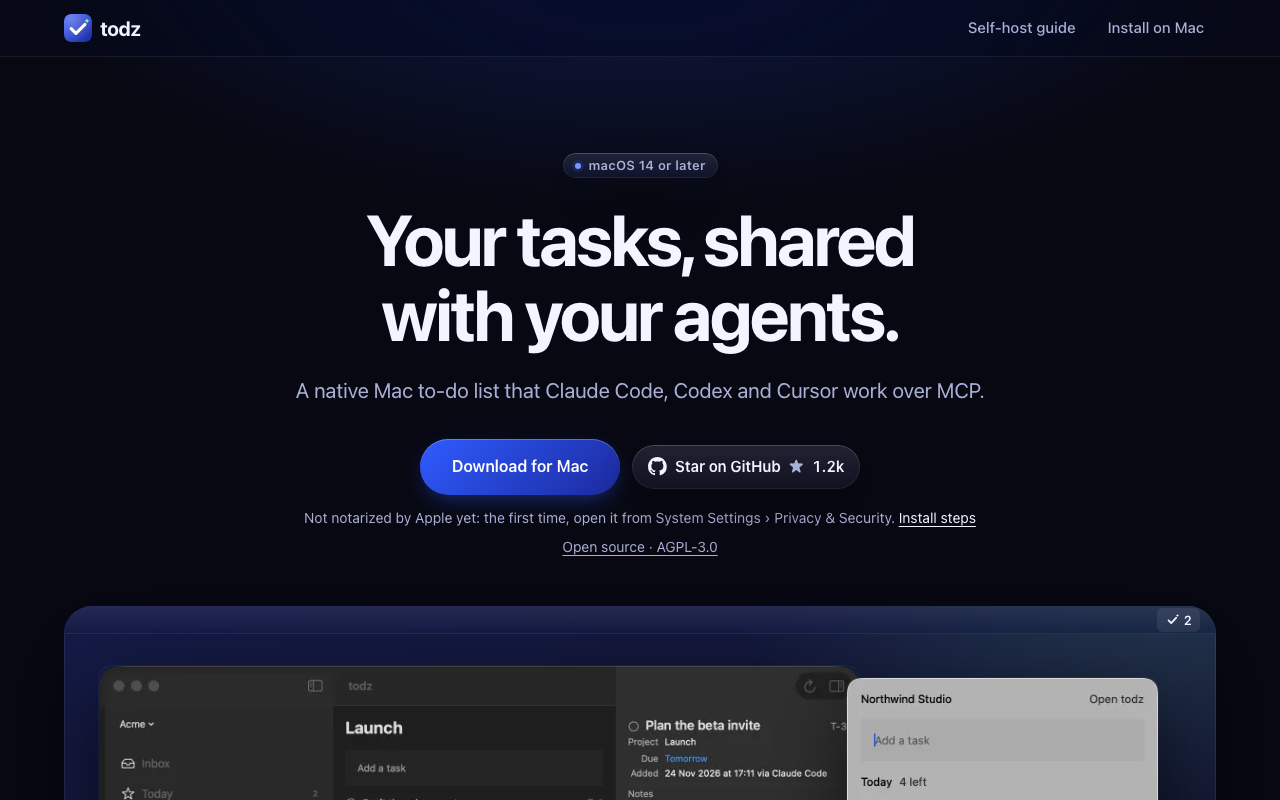 todz
Self-host guide
Install on Mac
macOS 14 or later
Your tasks, shared
with your agents.
A native Mac to-do list that Claude Code, Codex and Cursor work over MCP.
Download for Mac
Star on GitHub ★ 1.2k
Not notarized by Apple yet: the first time, open it from System Settings › Privacy & Security. Install steps
Open source · AGPL-3.0
2
todz
Acme
Inbox
Today 2
Launch
Add a task
Plan the beta invite
Project Launch
Due Tomorrow
Added 24 Nov 2026 at 17:11 via Claude Code
Notes
Northwind Studio
Open todz
Add a task
Today 4 left